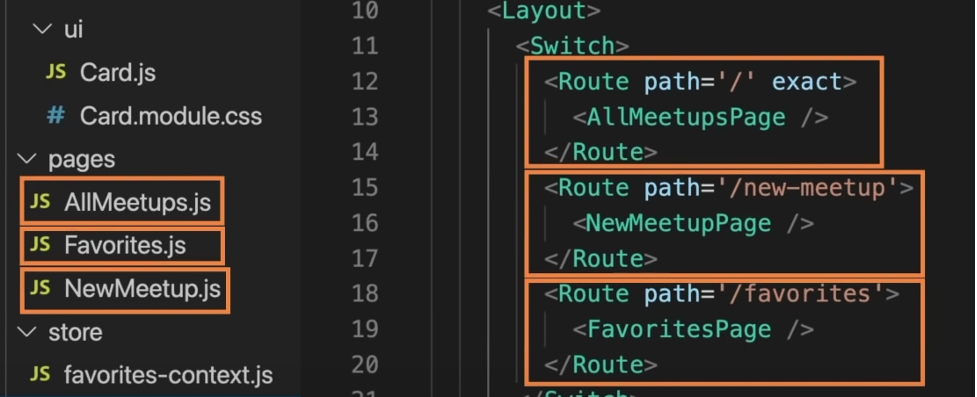 ui
JS Card.js
# Card.module.css
pages
JS AllMeetups.js
JS Favorites.js
JS NewMeetup.js
store
JS favorites-context.js
10 <Layout>
11 <Switch>
12 <Route path='/' exact>
13 <AllMeetupsPage />
14 </Route>
15 <Route path='/new-meetup'>
16 <NewMeetupPage />
17 </Route>
18 <Route path='/favorites'>
19 <FavoritesPage />
20 </Route>
21 </Switch>